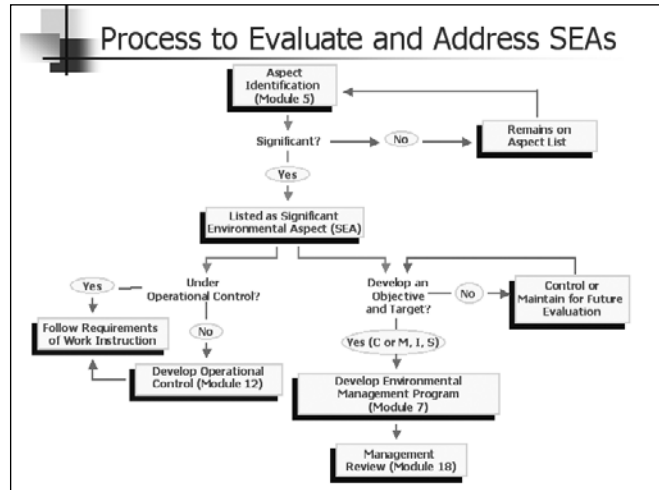 Process to Evaluate and Address SEAs
Aspect
Identification
(Module 5)
Significant?
No
Remains on
Aspect List
Yes
Listed as Significant
Environmental Aspect (SEA)
Yes
Under
Operational Control?
Develop an
Objective
and Target?
No
Control or
Maintain for Future
Evaluation
Follow Requirements
of Work Instruction
No
Yes (C or M, I, S)
Develop Operational
Control (Module 12)
Develop Environmental
Management Program
(Module 7)
Management
Review (Module 18)